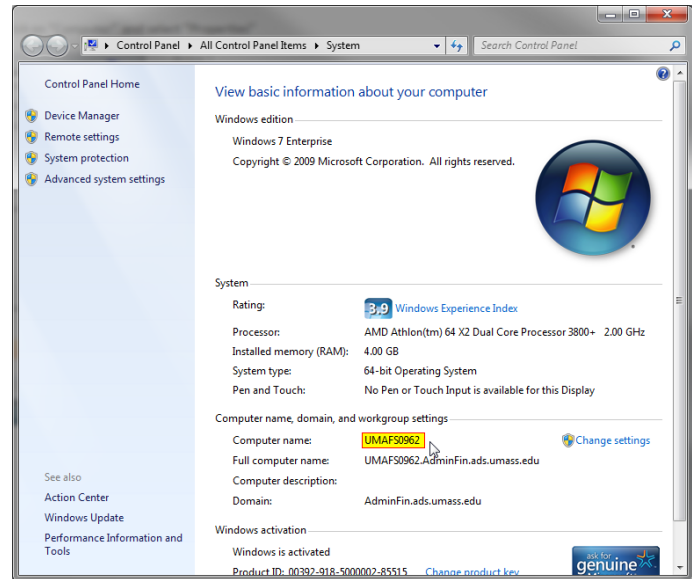 Control Panel ▸ All Control Panel Items ▸ System
Search Control Panel
Control Panel Home
Device Manager
Remote settings
System protection
Advanced system settings
See also
Action Center
Windows Update
Performance Information and
Tools
View basic information about your computer
Windows edition
Windows 7 Enterprise
Copyright © 2009 Microsoft Corporation. All rights reserved.
System
Rating: 3,9 Windows Experience Index
Processor: AMD Athlon(tm) 64 X2 Dual Core Processor 3800+ 2.00 GHz
Installed memory (RAM): 4.00 GB
System type: 64-bit Operating System
Pen and Touch: No Pen or Touch Input is available for this Display
Computer name, domain, and workgroup settings
Computer name: UMAFS0962 Change settings
Full computer name: UMAFS0962.AdminFin.ads.umass.edu
Computer description:
Domain: AdminFin.ads.umass.edu
Windows activation
Windows is activated
ask for
genuine
Product ID: 00392-918-5000002-85515 Change product key